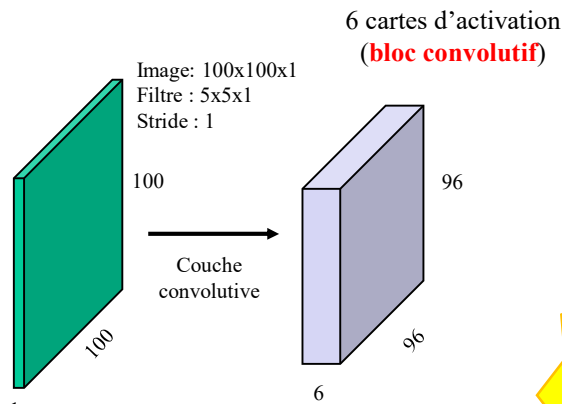 6 cartes d’activation
(bloc convolutif)
Image: 100x100x1
Filtre : 5x5x1
Stride : 1
100
96
Couche
convolutive
100
96
6